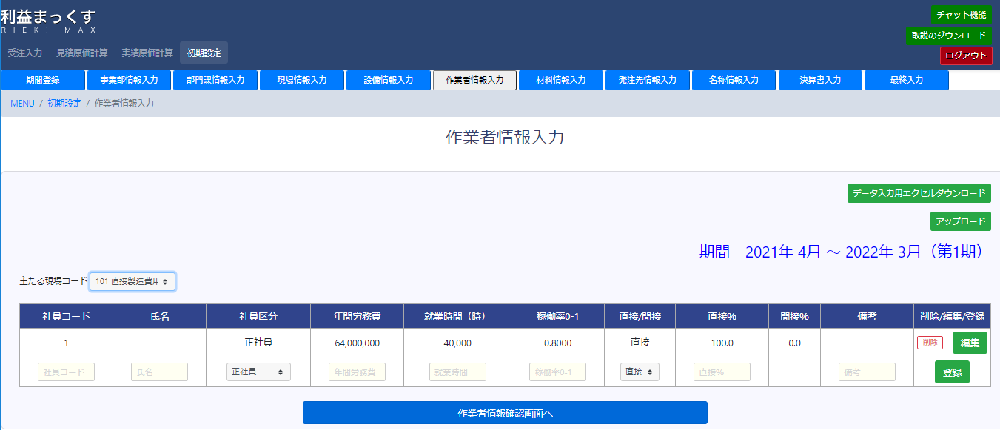 利益まっくす
RIEKI MAX
チャット機能
取説のダウンロード
ログアウト
受注入力 見積原価計算 実績原価計算 初期設定
期間登録 事業部情報入力 部門課情報入力 現場情報入力 設備情報入力 作業者情報入力 材料情報入力 発注先情報入力 名称情報入力 決算書入力 最終入力
MENU / 初期設定 / 作業者情報入力
作業者情報入力
データ入力用エクセルダウンロード
アップロード
期間 2021年 4月 ～ 2022年 3月（第1期）
主たる現場コード 101 直接製造費用
社員コード 氏名 社員区分 年間労務費 就業時間（時） 稼働率0-1 直接/間接 直接% 間接% 備考 削除/編集/登録
1 正社員 64,000,000 40,000 0.8000 直接 100.0 0.0 削除 編集
社員コード 氏名 正社員 年間労務費 就業時間 稼働率0-1 直接 直接% 備考 登録
作業者情報確認画面へ